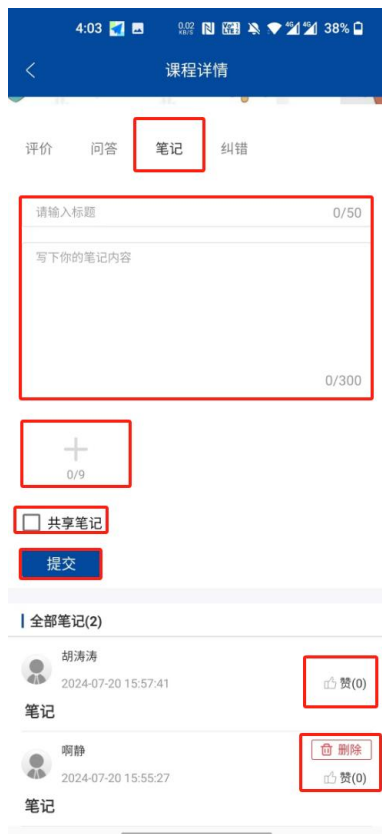 4:03 0.02 KB/S 4G 4G 38%
课程详情
评价 问答 笔记 纠错
请输入标题 0/50
写下你的笔记内容
0/300
0/9
共享笔记
提交
全部笔记(2)
胡涛涛
2024-07-20 15:57:41 赞(0)
笔记
啊静 删除
2024-07-20 15:55:27 赞(0)
笔记